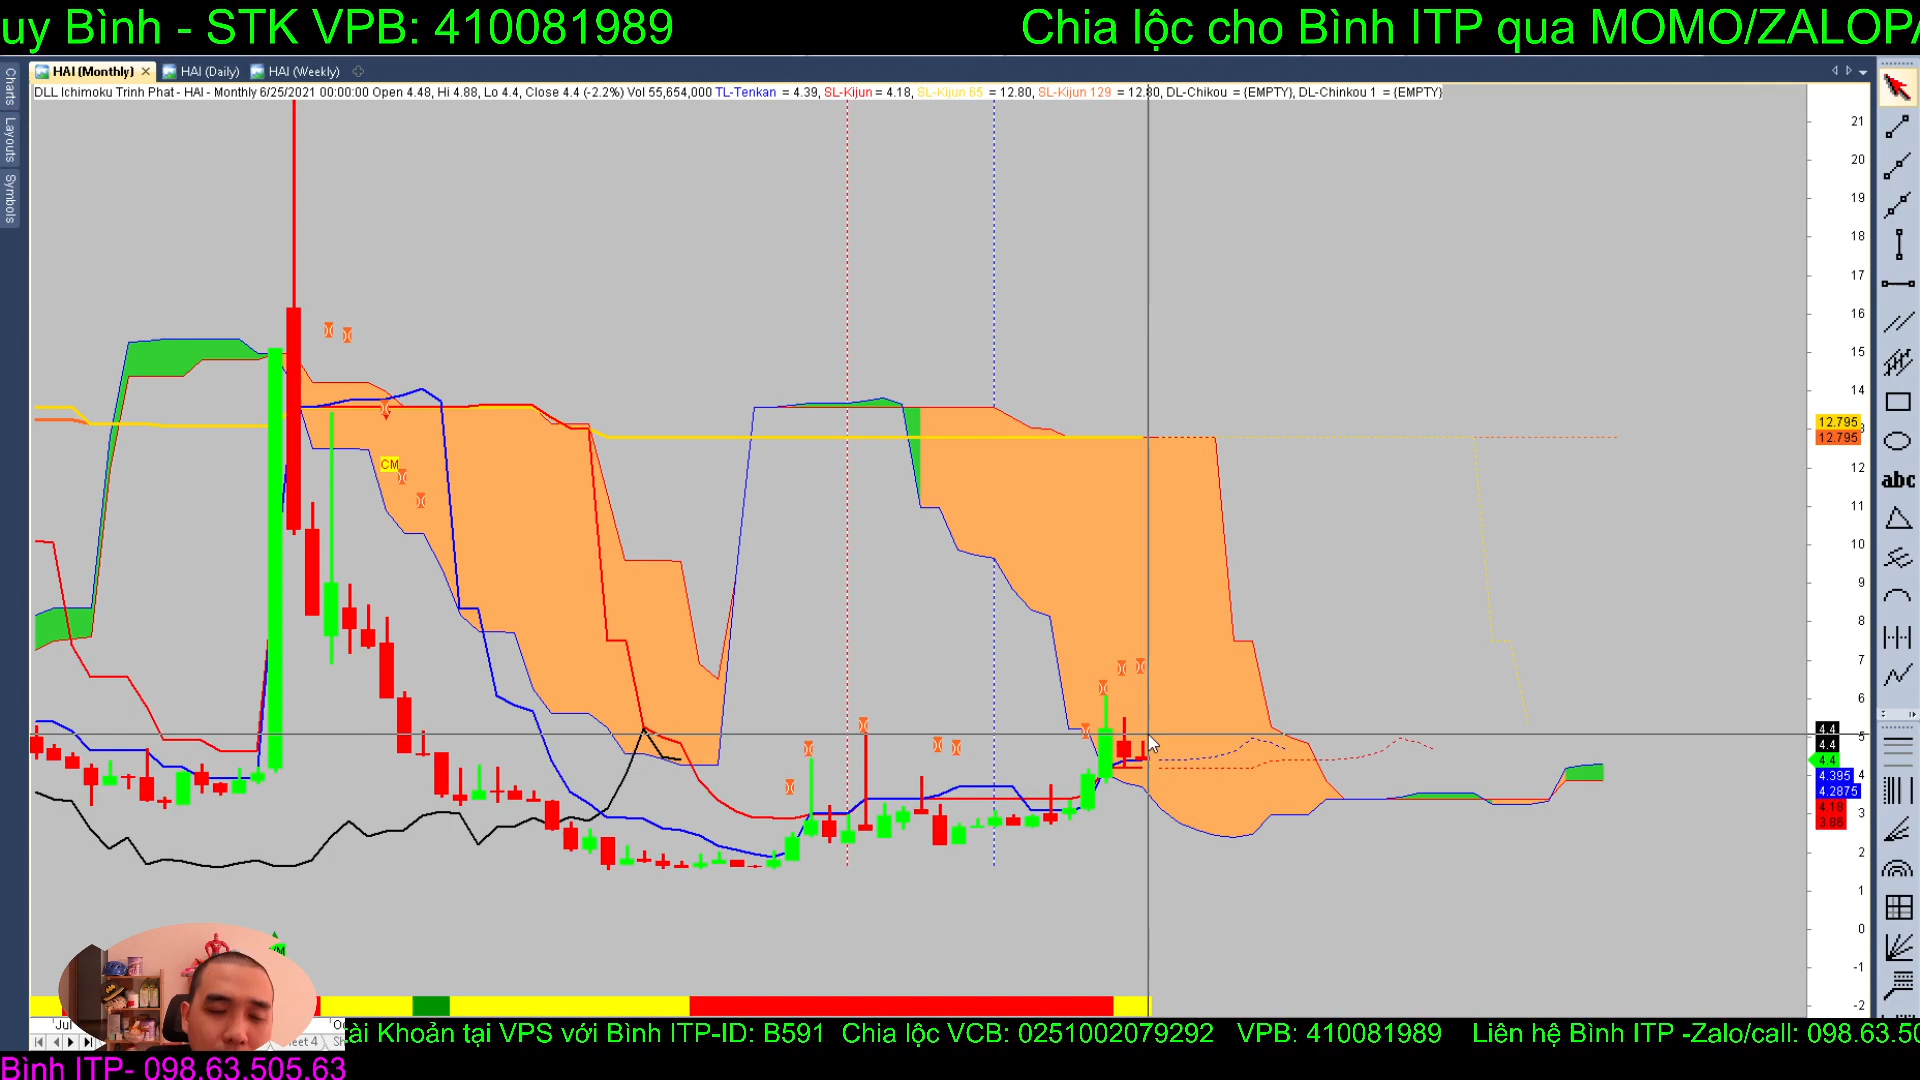 uy Bình - STK VPB: 410081989 Chia lộc cho Bình ITP qua MOMO/ZALOPA
HAI (Monthly) HAI (Daily) HAI (Weekly)
DLL Ichimoku Trinh Phat - HAI - Monthly 6/25/2021 00:00:00 Open 4.48, Hi 4.88, Lo 4.4, Close 4.4 (-2.2%) Vol 55,654,000 TL-Tenkan = 4.39, SL-Kijun = 4.18, SL-Kijun 65 = 12.80, SL-Kijun 129 = 12.80, DL-Chikou = {EMPTY}, DL-Chinkou 1 = {EMPTY}
Charts
Layouts
Symbols
21
20
19
18
17
16
15
14
12.795
12.795
12
11
10
9
8
7
6
4.4
5
4.4
4.4
4.395
4
4.2875
4.18
3
3.86
2
1
0
-1
-2
abc
CM
Jul
Sheet 4
ài Khoản tại VPS với Bình ITP-ID: B591 Chia lộc VCB: 0251002079292 VPB: 410081989 Liên hệ Bình ITP -Zalo/call: 098.63.50
Bình ITP- 098.63.505.63